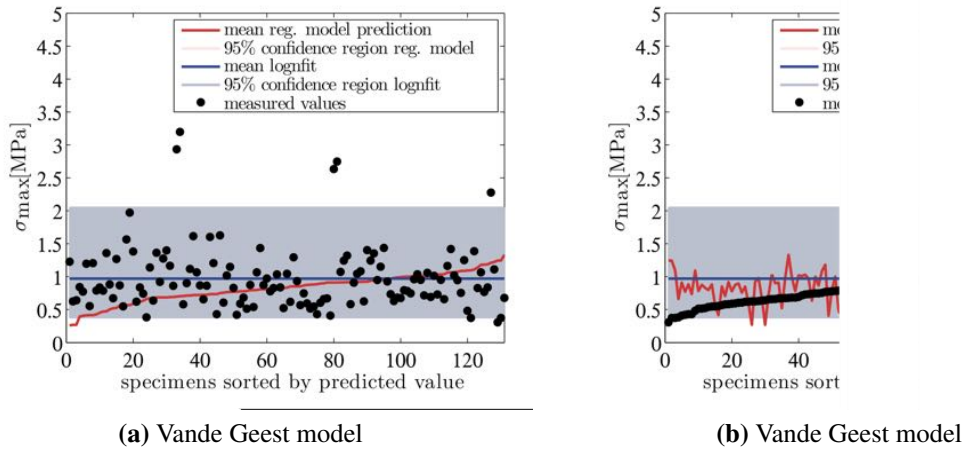 5
4.5
4
3.5
3
2.5
2
1.5
1
0.5
0
σmax[MPa]
mean reg. model prediction
95% confidence region reg. model
mean lognfit
95% confidence region lognfit
measured values
0 20 40 60 80 100 120
specimens sorted by predicted value
(a) Vande Geest model
5
4.5
4
3.5
3
2.5
2
1.5
1
0.5
0
σmax[MPa]
95
95
0 20 40
specimens
(b) Vande Geest model